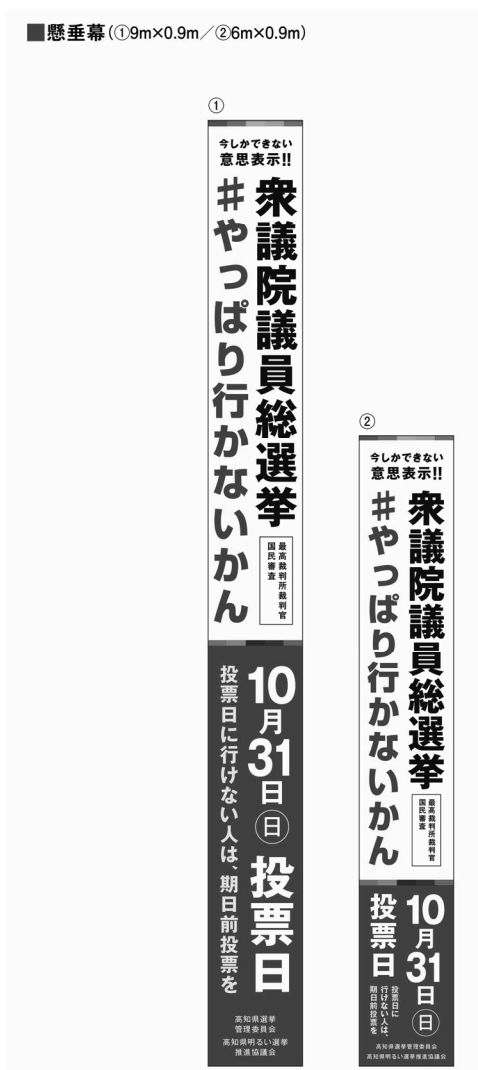 ■懸垂幕(①9m×0.9m／②6m×0.9m)
①
今しかできない
意思表示!!
衆議院議員総選挙
#やっぱり行かないかん
最高裁判所裁判官
国民審査
10月31日㊐投票日
投票日に行けない人は、期日前投票を
高知県選挙
管理委員会
高知県明るい選挙
推進協議会
②
今しかできない
意思表示!!
衆議院議員総選挙
#やっぱり行かないかん
最高裁判所裁判官
国民審査
10月31日㊐
投票日
投票日に
行けない人は、
期日前投票を
高知県選挙管理委員会
高知県明るい選挙推進協議会